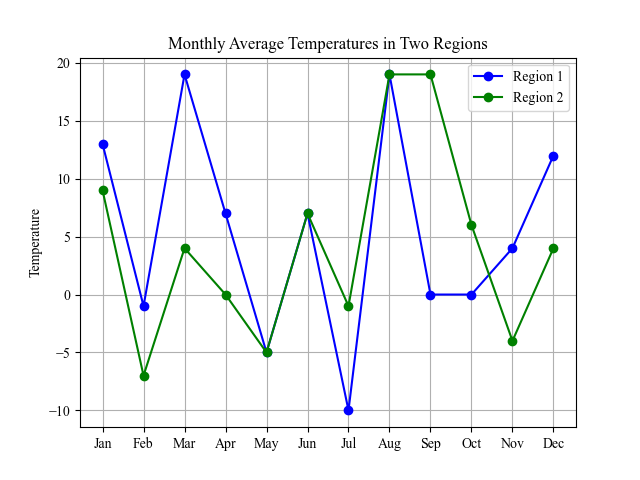 Monthly Average Temperatures in Two Regions
Region 1
Region 2
Temperature
20
15
10
5
0
−5
−10
Jan Feb Mar Apr May Jun Jul Aug Sep Oct Nov Dec